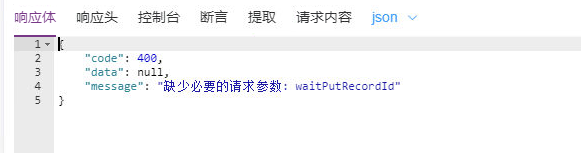 响应体 响应头 控制台 断言 提取 请求内容 json
1 {
2 "code": 400,
3 "data": null,
4 "message": "缺少必要的请求参数: waitPutRecordId"
5 }